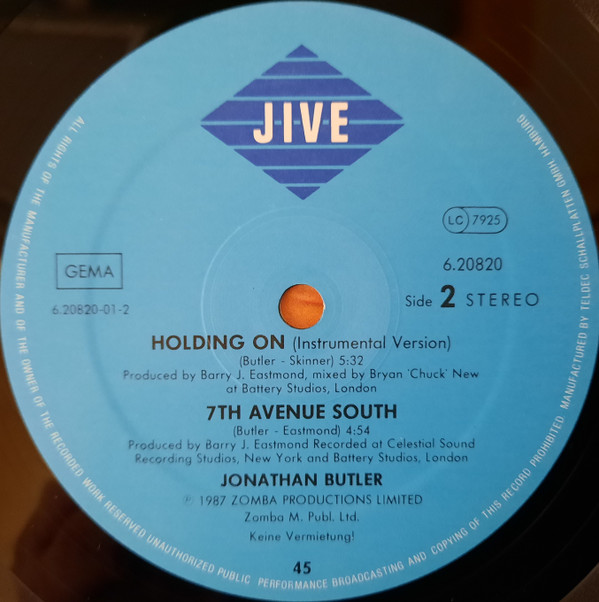 JIVE
LC 7925
GEMA
6.20820
6.20820-01-2
Side 2 STEREO
HOLDING ON (Instrumental Version)
(Butler - Skinner) 5:32
Produced by Barry J. Eastmond, mixed by Bryan 'Chuck' New
at Battery Studios, London
7TH AVENUE SOUTH
(Butler - Eastmond) 4:54
Produced by Barry J. Eastmond Recorded at Celestial Sound
Recording Studios, New York and Battery Studios, London
JONATHAN BUTLER
℗ 1987 ZOMBA PRODUCTIONS LIMITED
Zomba M. Publ. Ltd.
Keine Vermietung!
45
ALL RIGHTS OF THE MANUFACTURER AND OF THE OWNER OF THE RECORDED WORK RESERVED UNAUTHORIZED PUBLIC PERFORMANCE BROADCASTING AND COPYING OF THIS RECORD PROHIBITED MANUFACTURED BY TELDEC SCHALLPLATTEN GMBH, HAMBURG